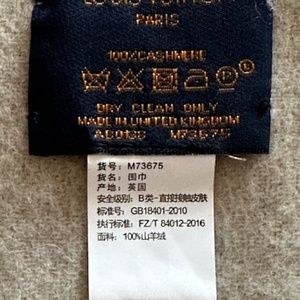 LOUIS VUITTON
PARIS
100%CASHMERE
DRY CLEAN ONLY
MADE IN UNITED KINGDOM
M73675
货号: M73675
品名: 围巾
产地: 英国
安全级别: B类-直接接触皮肤
标准号: GB18401-2010
执行标准: FZ/T 84012-2016
面料: 100%山羊绒